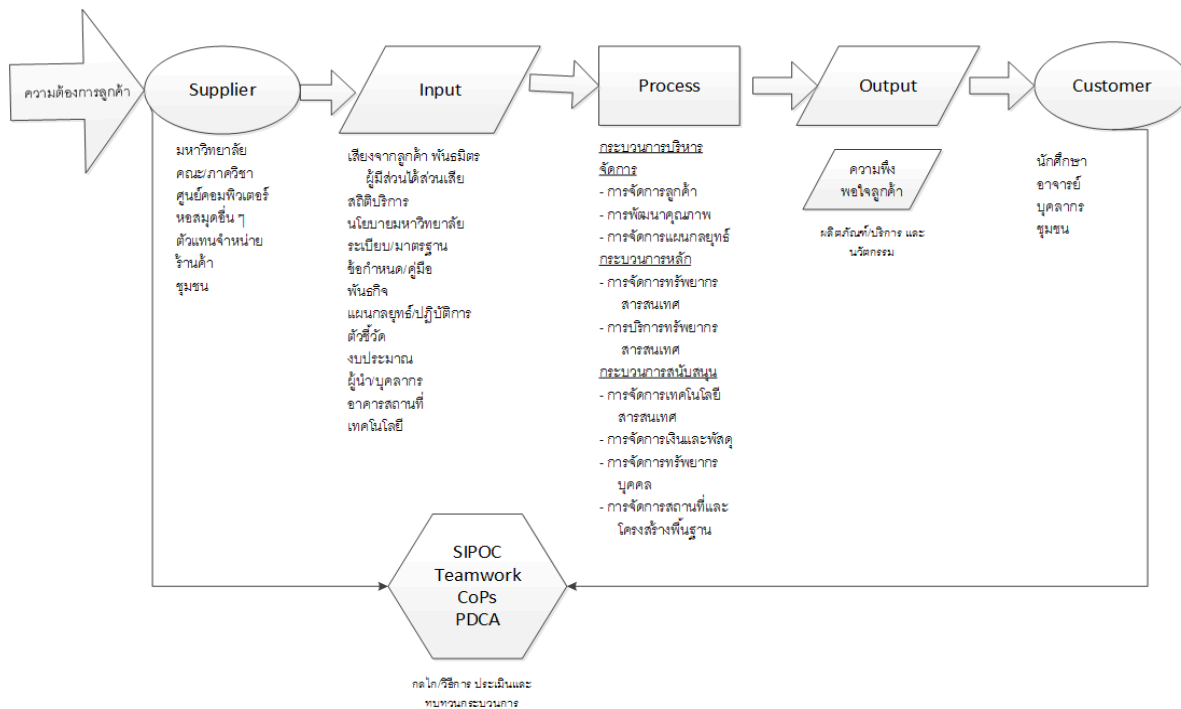 ความต้องการลูกค้า
Supplier
มหาวิทยาลัย
คณะ/ภาควิชา
ศูนย์คอมพิวเตอร์
หอสมุดอื่น ๆ
ตัวแทนจำหน่าย
ร้านค้า
ชุมชน
Input
เสียงจากลูกค้า พันธมิตร
ผู้มีส่วนได้ส่วนเสีย
สถิติบริการ
นโยบายมหาวิทยาลัย
ระเบียบ/มาตรฐาน
ข้อกำหนด/คู่มือ
พันธกิจ
แผนกลยุทธ์/ปฏิบัติการ
ตัวชี้วัด
งบประมาณ
ผู้นำ/บุคลากร
อาคารสถานที่
เทคโนโลยี
Process
กระบวนการบริหาร
จัดการ
- การจัดการลูกค้า
- การพัฒนาคุณภาพ
- การจัดการแผนกลยุทธ์
กระบวนการหลัก
- การจัดการทรัพยากร
สารสนเทศ
- การบริการทรัพยากร
สารสนเทศ
กระบวนการสนับสนุน
- การจัดการเทคโนโลยี
สารสนเทศ
- การจัดการเงินและพัสดุ
- การจัดการทรัพยากร
บุคคล
- การจัดการสถานที่และ
โครงสร้างพื้นฐาน
Output
ความพึง
พอใจลูกค้า
ผลิตภัณฑ์/บริการ และ
นวัตกรรม
Customer
นักศึกษา
อาจารย์
บุคลากร
ชุมชน
SIPOC
Teamwork
CoPs
PDCA
กลไก/วิธีการ ประเมินและ
ทบทวนกระบวนการ